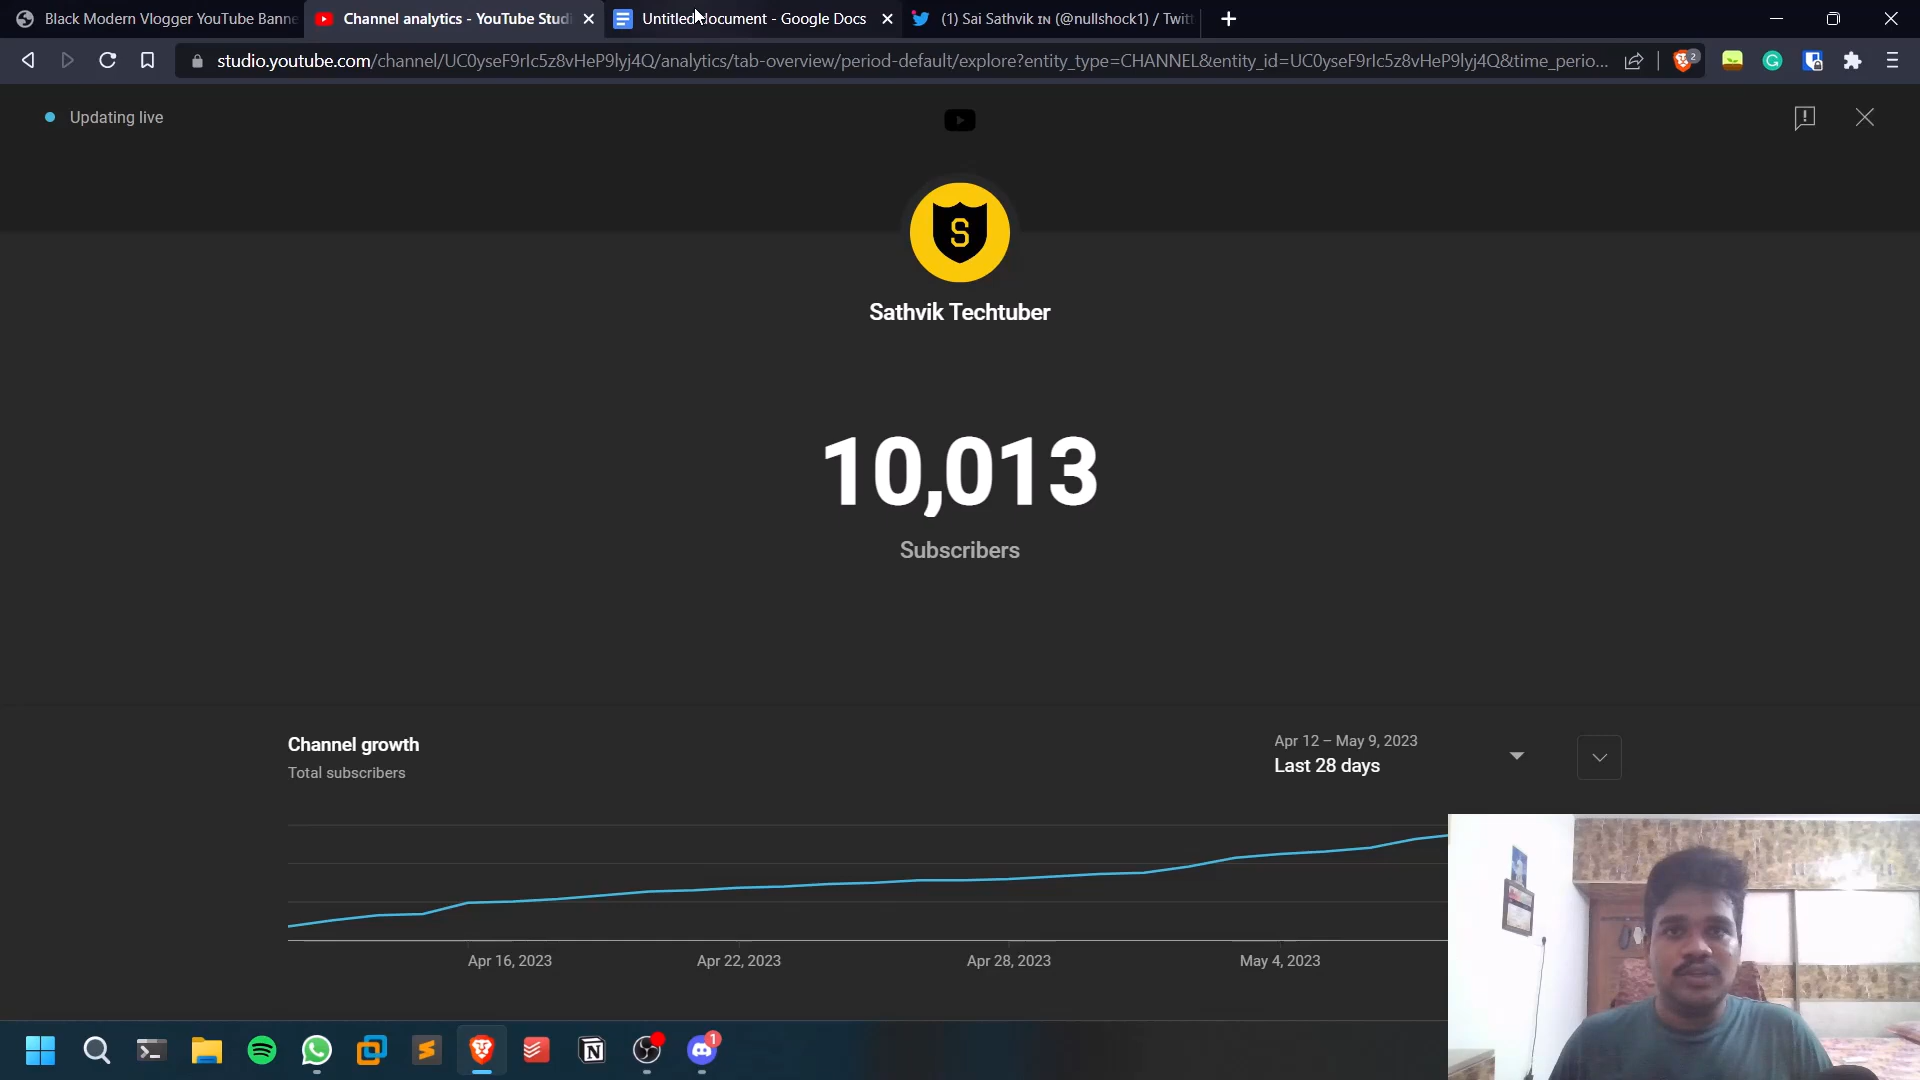 Black Modern Vlogger YouTube Banne
Channel analytics - YouTube Studi
Untitled document - Google Docs
(1) Sai Sathvik IN (@nullshock1) / Twitt
studio.youtube.com/channel/UC0yseF9rIc5z8vHeP9lyj4Q/analytics/tab-overview/period-default/explore?entity_type=CHANNEL&entity_id=UC0yseF9rIc5z8vHeP9lyj4Q&time_perio...
2
Updating live
S
Sathvik Techtuber
10,013
Subscribers
Channel growth
Total subscribers
Apr 12 – May 9, 2023
Last 28 days
Apr 16, 2023
Apr 22, 2023
Apr 28, 2023
May 4, 2023
1